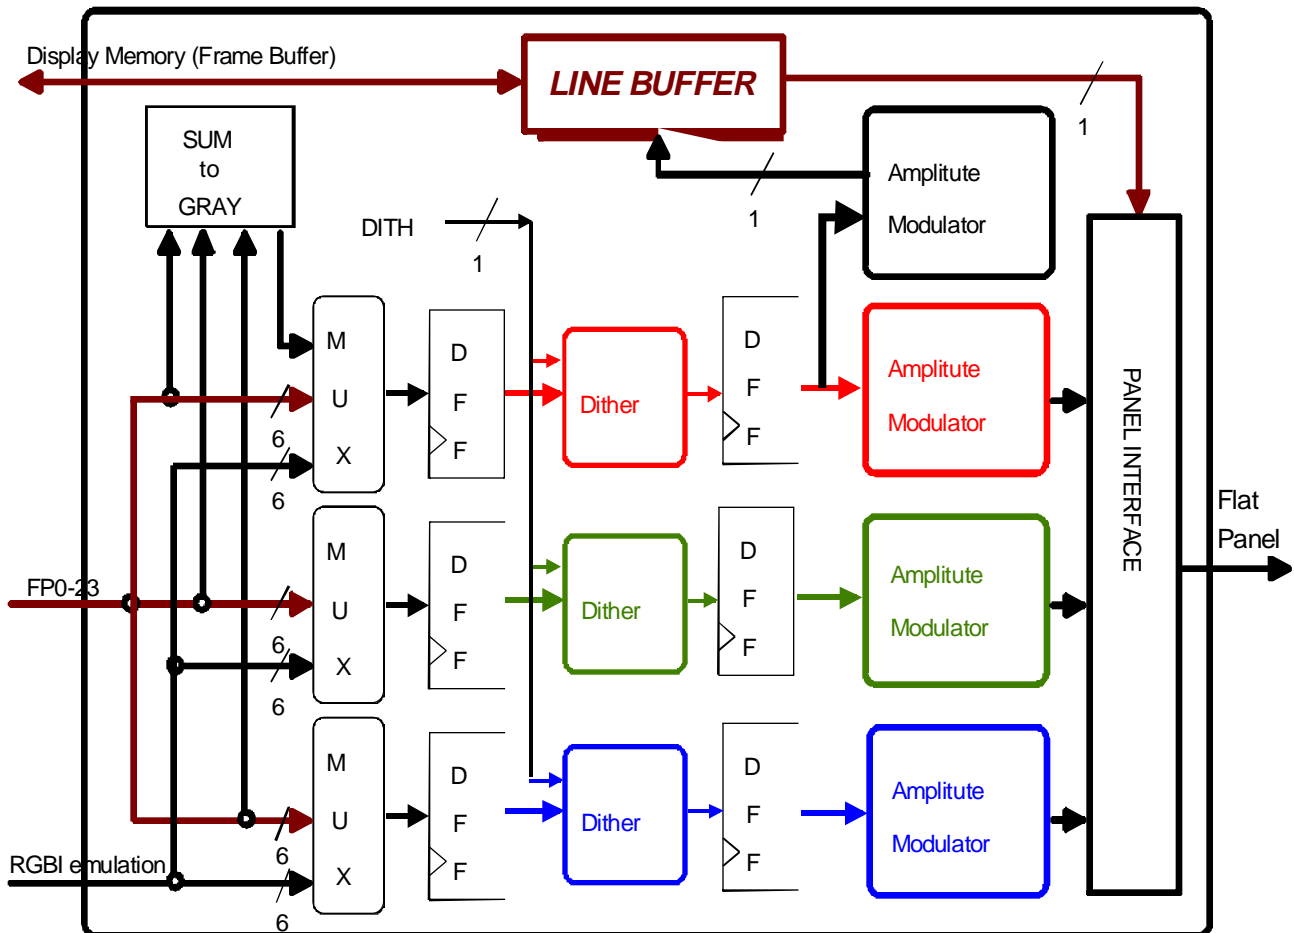 Display Memory (Frame Buffer)
LINE BUFFER
1
SUM
to
GRAY
1
Amplitute
Modulator
DITH
1
M
U
X
6
6
D
F
F
Dither
D
F
F
Amplitute
Modulator
PANEL INTERFACE
Flat
Panel
FP0-23
M
U
X
6
6
D
F
F
Dither
D
F
F
Amplitute
Modulator
RGBI emulation
M
U
X
6
6
D
F
F
Dither
D
F
F
Amplitute
Modulator